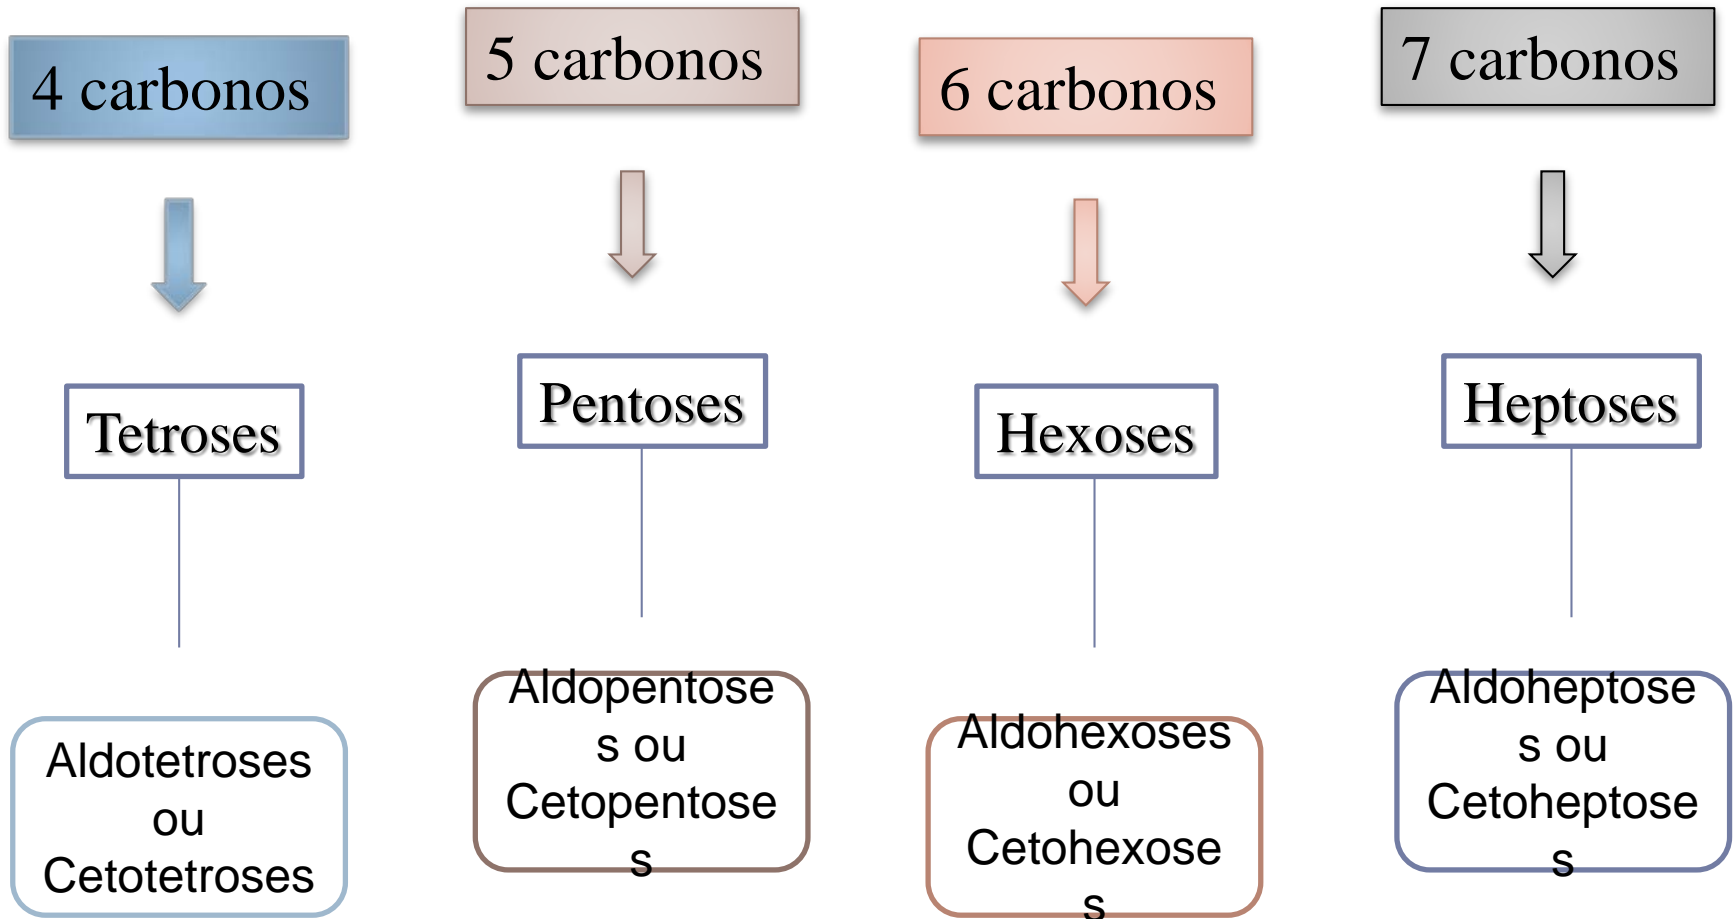 4 carbonos
5 carbonos
6 carbonos
7 carbonos
Tetroses
Pentoses
Hexoses
Heptoses
Aldotetroses
ou
Cetotetroses
Aldopentose
s ou
Cetopentose
s
Aldohexoses
ou
Cetohexose
s
Aldoheptose
s ou
Cetoheptose
s